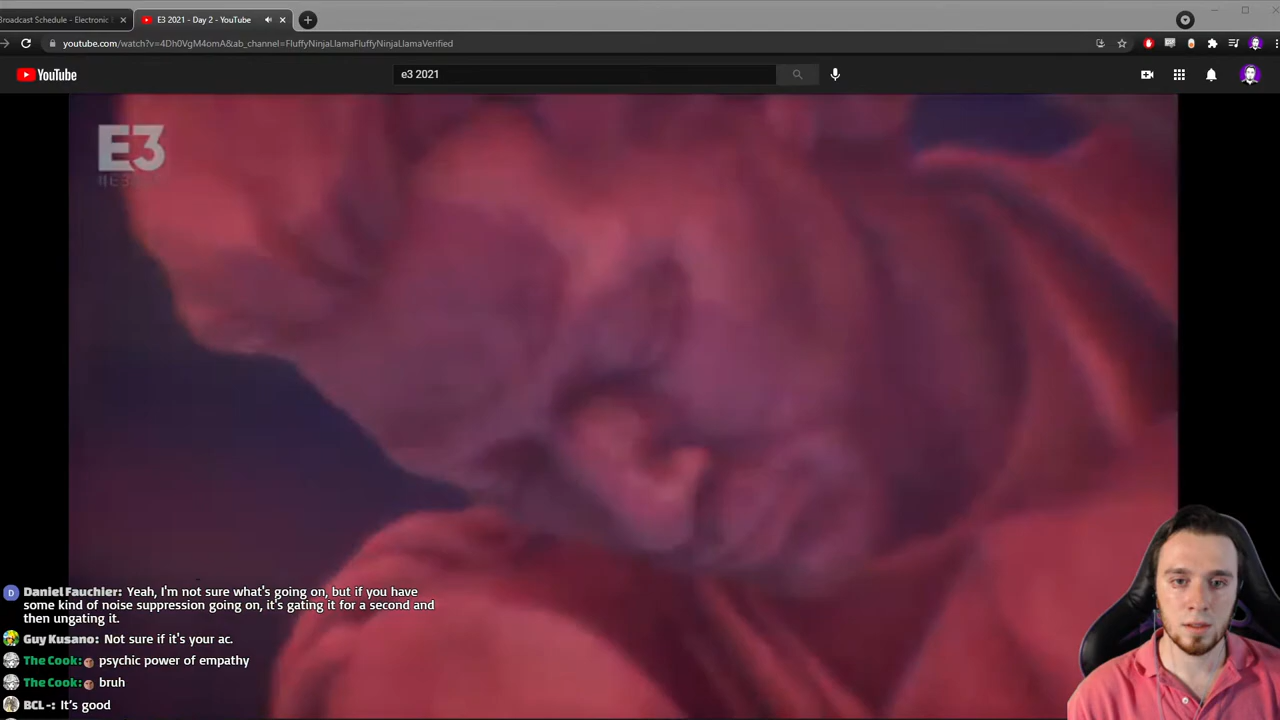 Broadcast Schedule - Electronic
E3 2021 - Day 2 - YouTube
youtube.com/watch?v=4Dh0VgM4omA&ab_channel=FluffyNinjaLlamaFluffyNinjaLlamaVerified
YouTube
e3 2021
E3
Daniel Fauchier: Yeah, I'm not sure what's going on, but if you have
some kind of noise suppression going on, it's gating it for a second and
then ungating it.
Guy Kusano: Not sure if it's your ac.
The Cook: psychic power of empathy
The Cook: bruh
BCL -: It's good